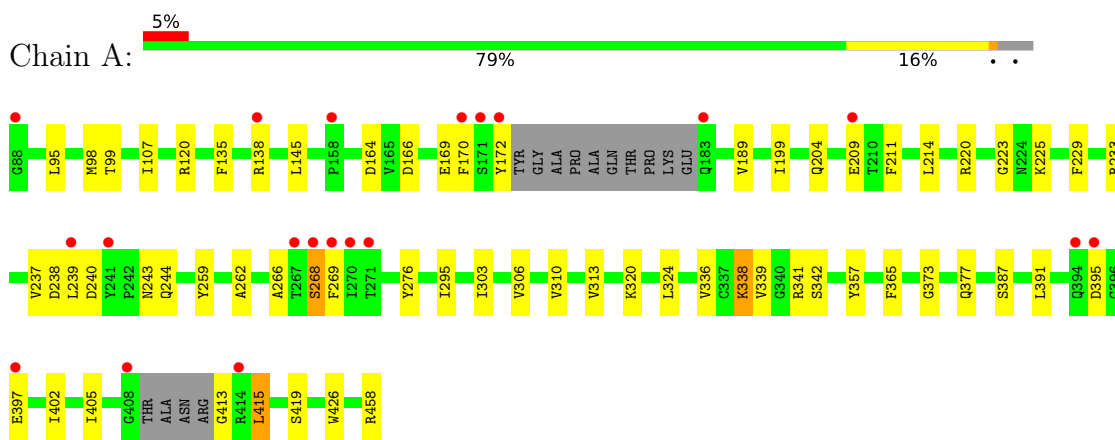 5%
Chain A:
79% 16% • •
G88 L95 M98 T99 I107 R120 F135 R138 L145 P158 D164 V165 D166 E169 F170 S171 Y172 TYR GLY ALA PRO ALA GLN THR PRO LYS GLU Q183 V189 I199 Q204 E209 T210 F211 L214 R220 G223 N224 K225 F229
V237 D238 L239 D240 Y241 P242 N243 Q244 Y259 A262 A266 T267 S268 F269 I270 T271 Y276 I295 I303 V306 V310 V313 K320 L324 V336 C337 K338 V339 G340 R341 S342 Y357 F365 G373 Q377 S387 L391 Q394 D395
E397 I402 I405 G408 THR ALA ASN ARG G413 R414 L415 S419 W426 R458